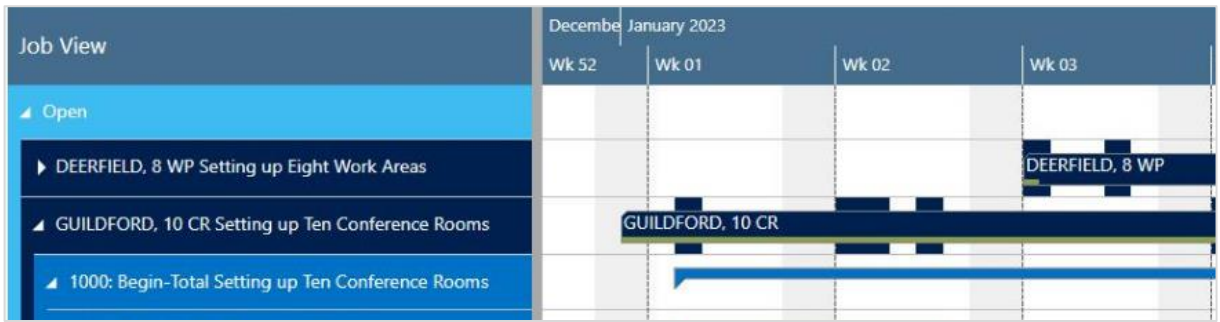 Job View
Decembe January 2023
Wk 52 Wk 01 Wk 02 Wk 03
Open
DEERFIELD, 8 WP Setting up Eight Work Areas
DEERFIELD, 8 WP
GUILDFORD, 10 CR Setting up Ten Conference Rooms
GUILDFORD, 10 CR
1000: Begin-Total Setting up Ten Conference Rooms